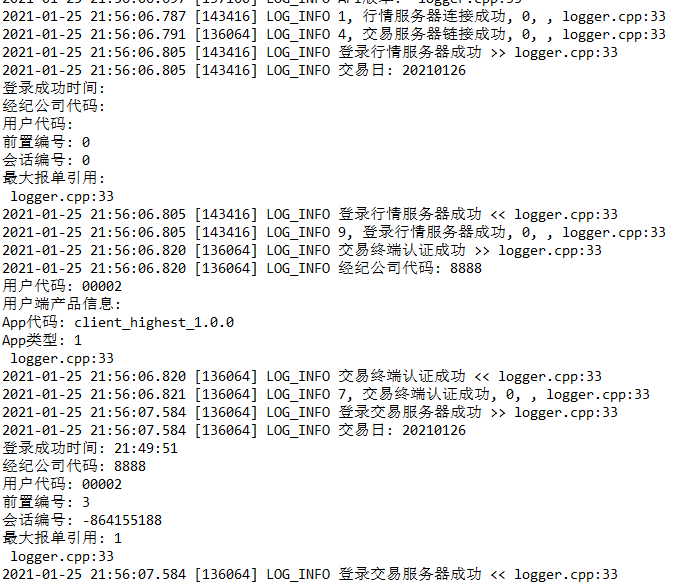 2021-01-25 21:56:06.787 [143416] LOG_INFO 1, 行情服务器连接成功, 0, , logger.cpp:33
2021-01-25 21:56:06.791 [136064] LOG_INFO 4, 交易服务器链接成功, 0, , logger.cpp:33
2021-01-25 21:56:06.805 [143416] LOG_INFO 登录行情服务器成功 >> logger.cpp:33
2021-01-25 21:56:06.805 [143416] LOG_INFO 交易日: 20210126
登录成功时间:
经纪公司代码:
用户代码:
前置编号: 0
会话编号: 0
最大报单引用:
logger.cpp:33
2021-01-25 21:56:06.805 [143416] LOG_INFO 登录行情服务器成功 << logger.cpp:33
2021-01-25 21:56:06.805 [143416] LOG_INFO 9, 登录行情服务器成功, 0, , logger.cpp:33
2021-01-25 21:56:06.820 [136064] LOG_INFO 交易终端认证成功 >> logger.cpp:33
2021-01-25 21:56:06.820 [136064] LOG_INFO 经纪公司代码: 8888
用户代码: 00002
用户端产品信息:
App代码: client_highest_1.0.0
App类型: 1
logger.cpp:33
2021-01-25 21:56:06.820 [136064] LOG_INFO 交易终端认证成功 << logger.cpp:33
2021-01-25 21:56:06.821 [136064] LOG_INFO 7, 交易终端认证成功, 0, , logger.cpp:33
2021-01-25 21:56:07.584 [136064] LOG_INFO 登录交易服务器成功 >> logger.cpp:33
2021-01-25 21:56:07.584 [136064] LOG_INFO 交易日: 20210126
登录成功时间: 21:49:51
经纪公司代码: 8888
用户代码: 00002
前置编号: 3
会话编号: -864155188
最大报单引用: 1
logger.cpp:33
2021-01-25 21:56:07.584 [136064] LOG_INFO 登录交易服务器成功 << logger.cpp:33